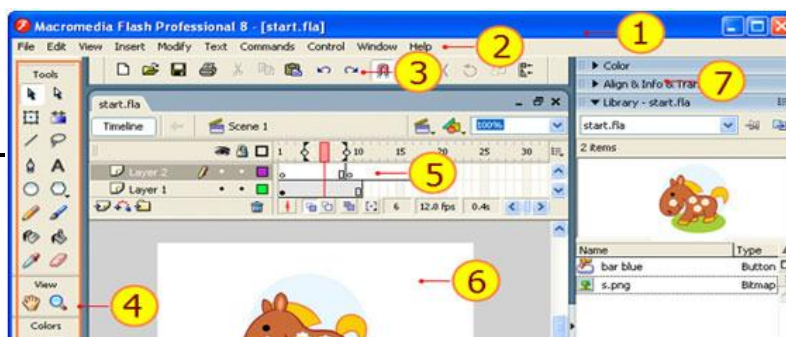 Macromedia Flash Professional 8 - [start.fla]
1
File Edit View Insert Modify Text Commands Control Window Help
2
3
Tools
Color
Align & Info & Tran
7
Library - start.fla
start.fla
Timeline
Scene 1
100%
start.fla
2 items
1 10 15 20 25 30
Layer 2
5
Layer 1
6 12.0 fps 0.4s
6
Name Type
bar blue Button
s.png Bitmap
View
4
Colors